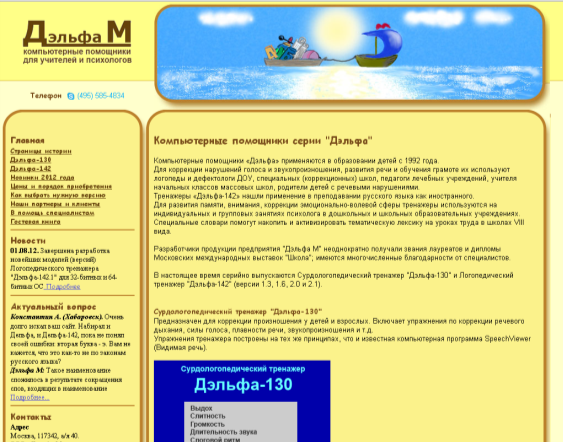 Дэльфа М
компьютерные помощники
для учителей и психологов
Телефон (495) 585-4834
Главная
Страницы истории
Дэльфа-130
Дэльфа-142
Новинки 2012 года
Цены и порядок приобретения
Как выбрать нужную версию
Наши партнеры и клиенты
В помощь специалистам
Гостевая книга
Новости
01.08.12. Завершена разработка
новейших моделей (версий)
Логопедического тренажера
"Дэльфа-142.1" для 32-битных и 64-
битных ОС Подробнее
Актуальный вопрос
Константин А. (Хабаровск). Очень
долго искал ваш сайт. Набирал и
Дельфа, и Дельфа-142, пока не понял
своей ошибки: вторая буква - э. Вам не
кажется, что это как-то не по законам
русского языка?
Дэльфа М: Такое наименование
сложилось в результате сокращения
слов, входящих в наименование
Подробнее...
Контакты
Адрес
Москва, 117342, а/я 40.
Компьютерные помощники серии "Дэльфа"
Компьютерные помощники «Дэльфа» применяются в образовании детей с 1992 года.
Для коррекции нарушений голоса и звукопроизношения, развития речи и обучения грамоте их используют
логопеды и дефектологи ДОУ, специальных (коррекционных) школ, педагоги лечебных учреждений, учителя
начальных классов массовых школ, родители детей с речевыми нарушениями.
Тренажеры «Дэльфа-142» нашли применение в преподавании русского языка как иностранного.
Для развития памяти, внимания, коррекции эмоционально-волевой сферы тренажеры используются на
индивидуальных и групповых занятиях психолога в дошкольных и школьных образовательных учреждениях.
Специальные словари помогут накопить и активизировать тематическую лексику на уроках труда в школах VIII
вида.
Разработчики продукции предприятия "Дэльфа М" неоднократно получали звания лауреатов и дипломы
Московских международных выставок "Школа"; имеются многочисленные благодарности от специалистов.
В настоящее время серийно выпускаются Сурдологопедический тренажер "Дэльфа-130" и Логопедический
тренажер "Дэльфа-142" (версии 1.3, 1.6, 2.0 и 2.1).
Сурдологопедический тренажер "Дэльфа-130"
Предназначен для коррекции произношения у детей и взрослых. Включает упражнения по коррекции речевого
дыхания, силы голоса, плавности речи, звукопроизношения и т.д.
Упражнения тренажера построены на тех же принципах, что и известная компьютерная программа SpeechViewer
(Видимая речь).
Сурдологопедический тренажер
Дэльфа-130
Выдох
Слитность
Громкость
Длительность звука
Слоговой ритм